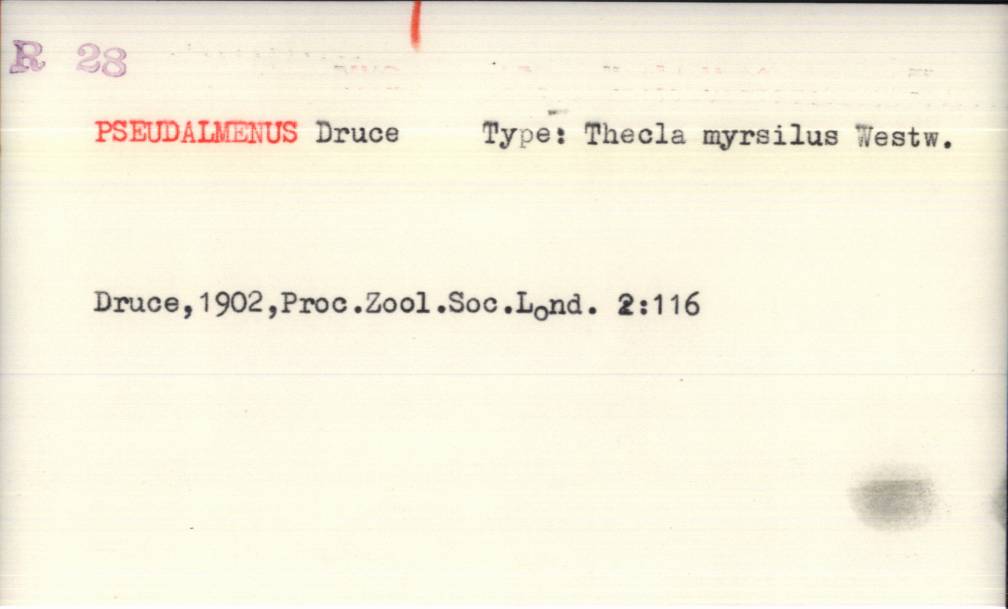 R 28
PSEUDALMENUS Druce Type: Thecla myrsilus Westw.
Druce,1902,Proc.Zool.Soc.Lond. 2:116